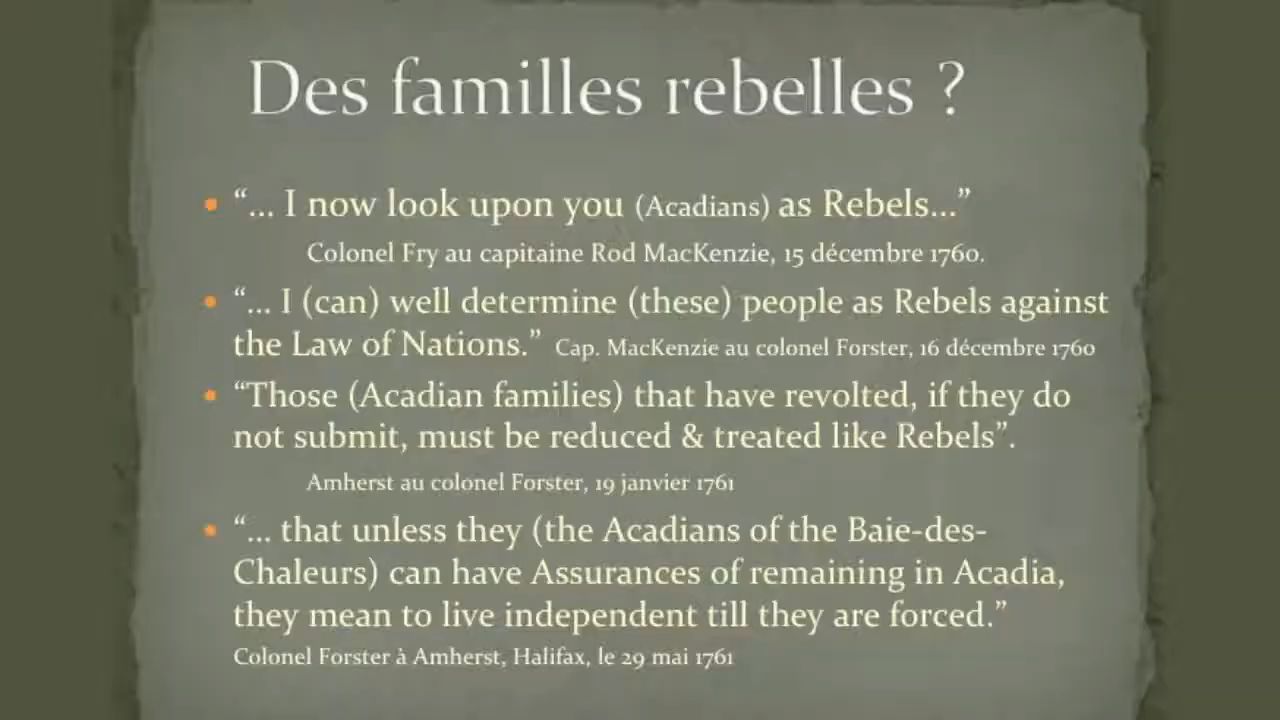 Des familles rebelles ?
• “... I now look upon you (Acadians) as Rebels...”
Colonel Fry au capitaine Rod MacKenzie, 15 décembre 1760.
• “... I (can) well determine (these) people as Rebels against
the Law of Nations.” Cap. MacKenzie au colonel Forster, 16 décembre 1760
• “Those (Acadian families) that have revolted, if they do
not submit, must be reduced & treated like Rebels”.
Amherst au colonel Forster, 19 janvier 1761
• “... that unless they (the Acadians of the Baie-des-
Chaleurs) can have Assurances of remaining in Acadia,
they mean to live independent till they are forced.”
Colonel Forster à Amherst, Halifax, le 29 mai 1761